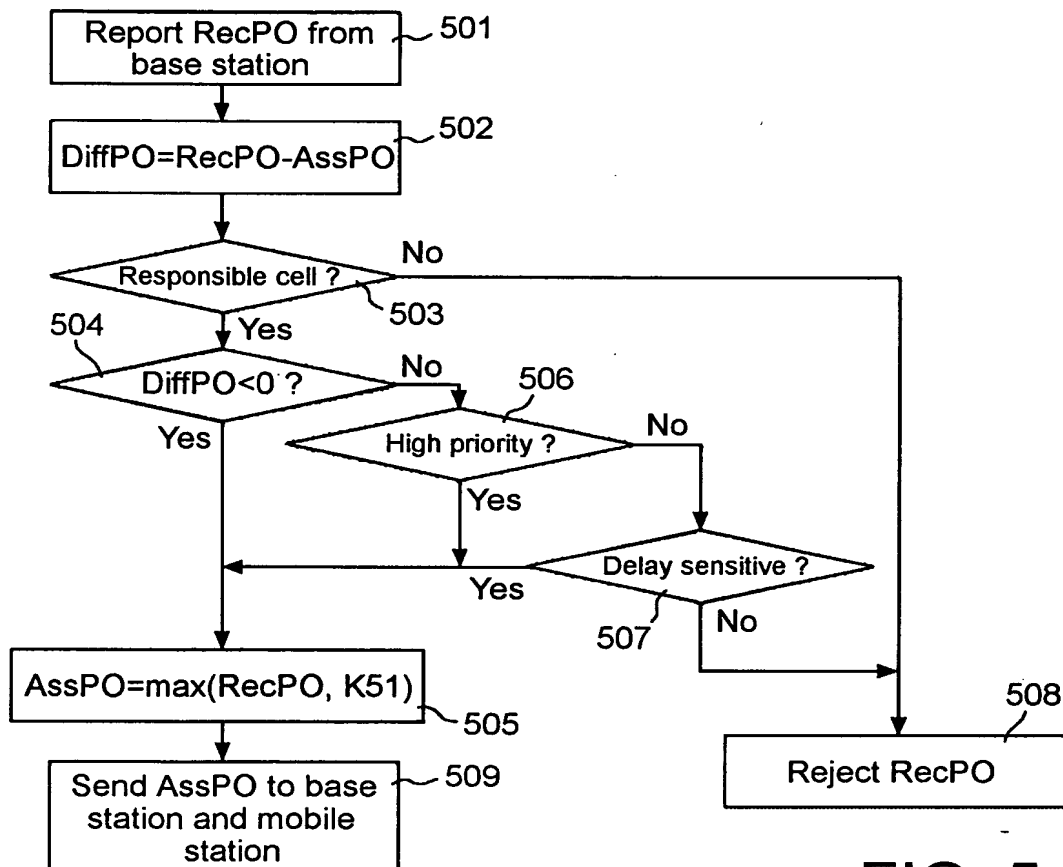 Report RecPO from
base station
501
502
DiffPO=RecPO-AssPO
No
Responsible cell ?
503
504
Yes
DiffPO<0 ?
No
506
Yes
High priority ?
No
Yes
Delay sensitive ?
Yes
507
No
AssPO=max(RecPO, K51)
505
508
Reject RecPO
Send AssPO to base
station and mobile
station
509